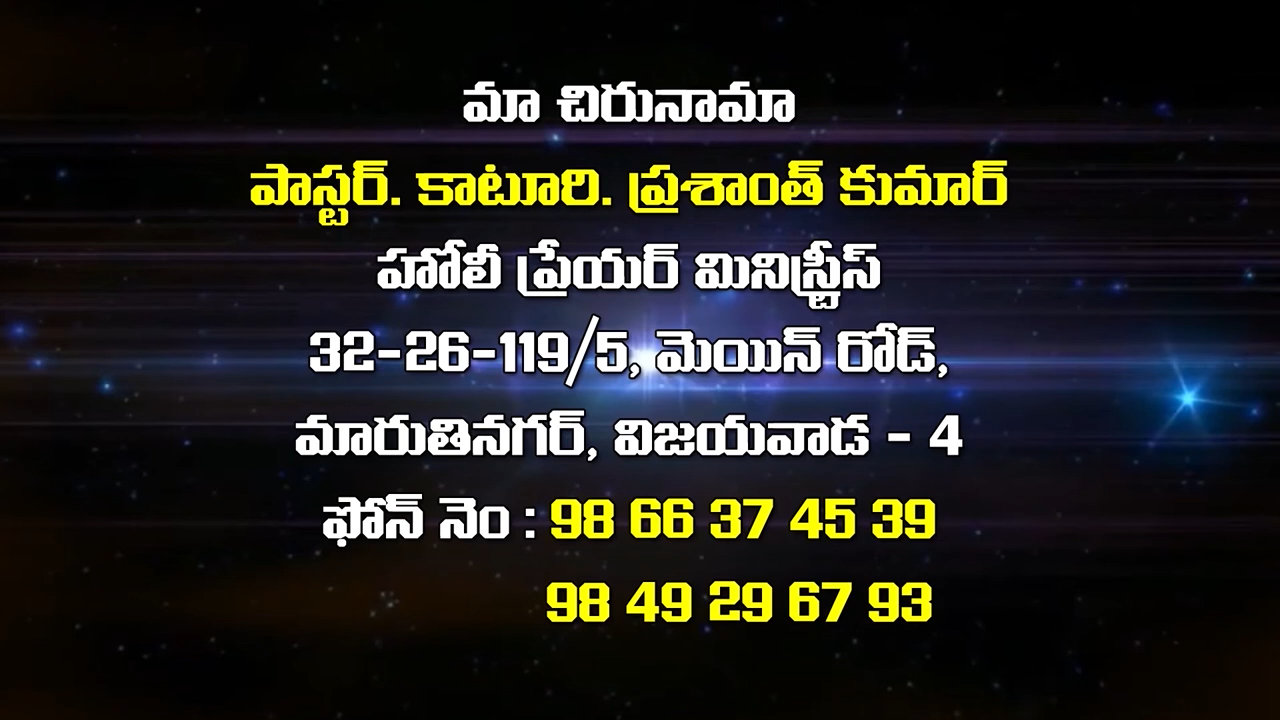 మా చిరునామా
పాస్టర్. కాటూరి. ప్రశాంత్ కుమార్
హోలీ ప్రేయర్ మినిస్ట్రీస్
32-26-119/5, మెయిన్ రోడ్,
మారుతినగర్, విజయవాడ - 4
ఫోన్ నెం : 98 66 37 45 39
98 49 29 67 93